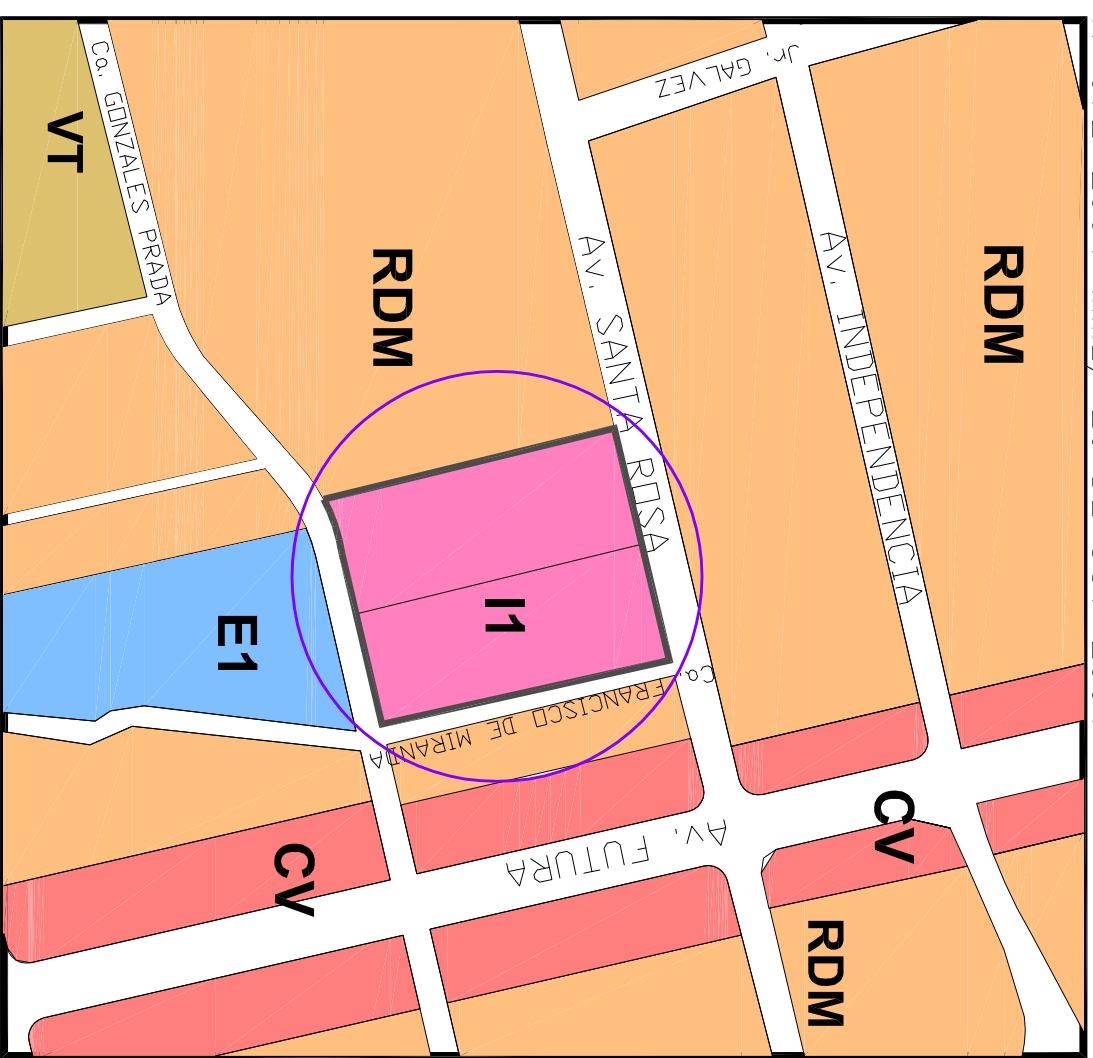 Ca. GONZALES PRADA
VT
Jr. GALVEZ
RDM
RDM
Av. SANTA ROSA
Av. INDEPENDENCIA
I1
E1
Ca. FRANCISCO DE MIRANDA
CV
Av. FUTURA
CV
RDM